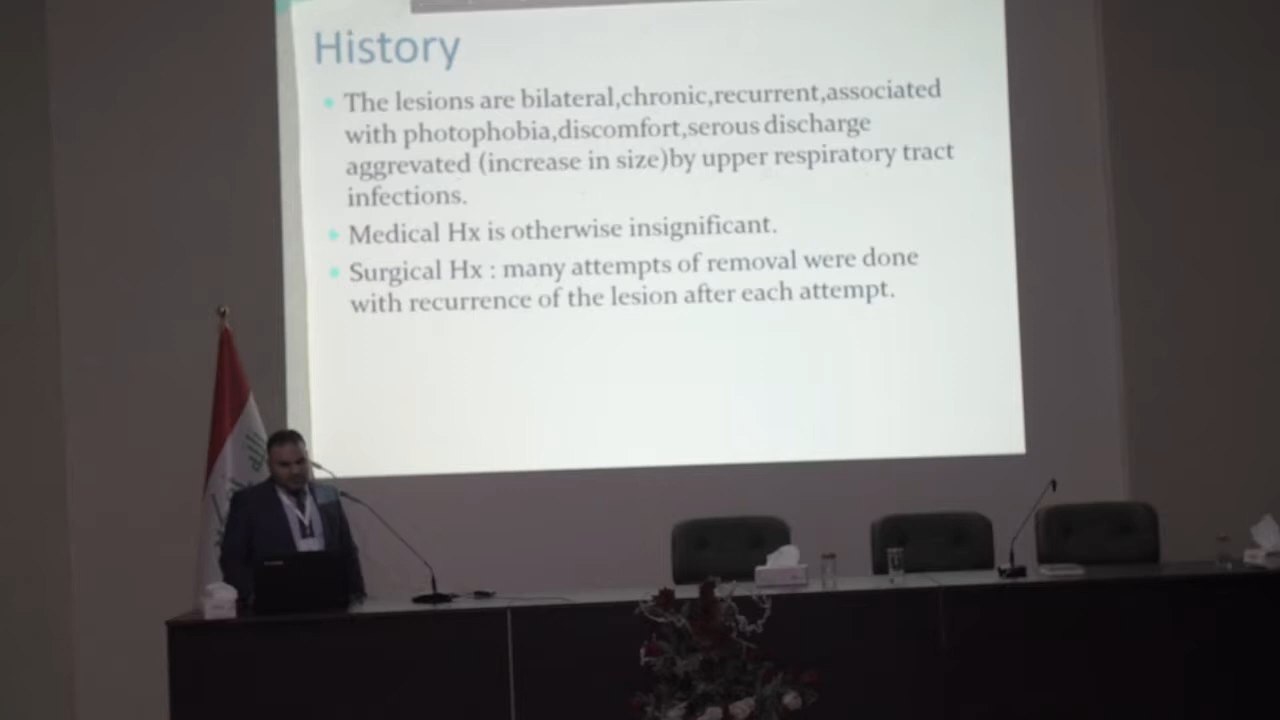 History
The lesions are bilateral,chronic,recurrent,associated
with photophobia,discomfort,serous discharge
aggrevated (increase in size)by upper respiratory tract
infections.
Medical Hx is otherwise insignificant.
Surgical Hx : many attempts of removal were done
with recurrence of the lesion after each attempt.